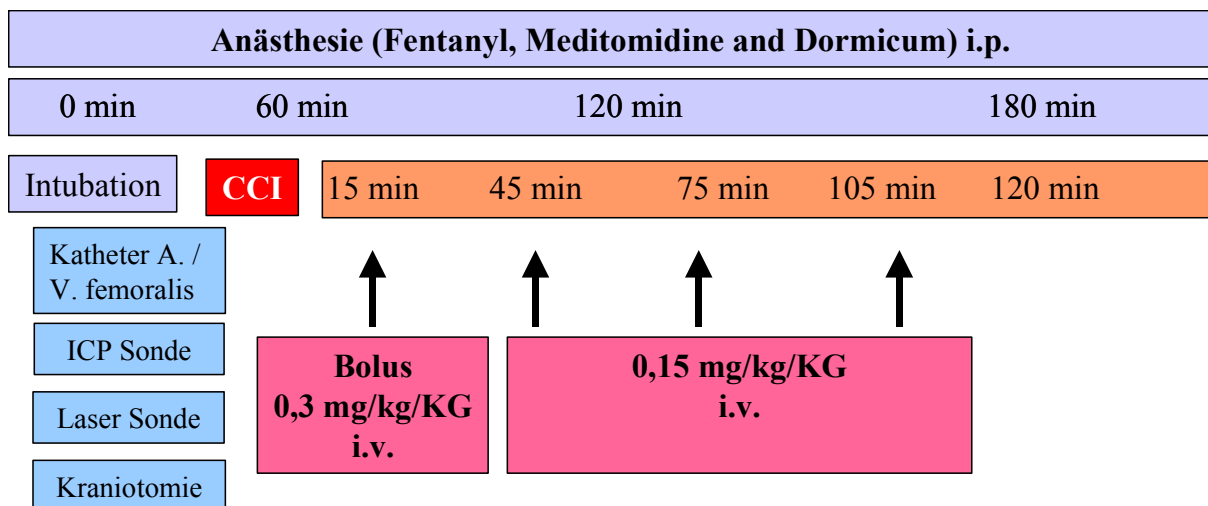 Anästhesie (Fentanyl, Meditomidine and Dormicum) i.p.
0 min 60 min 120 min 180 min
Intubation CCI 15 min 45 min 75 min 105 min 120 min
Katheter A. /
V. femoralis
ICP Sonde
Laser Sonde
Kraniotomie
Bolus
0,3 mg/kg/KG
i.v.
0,15 mg/kg/KG
i.v.